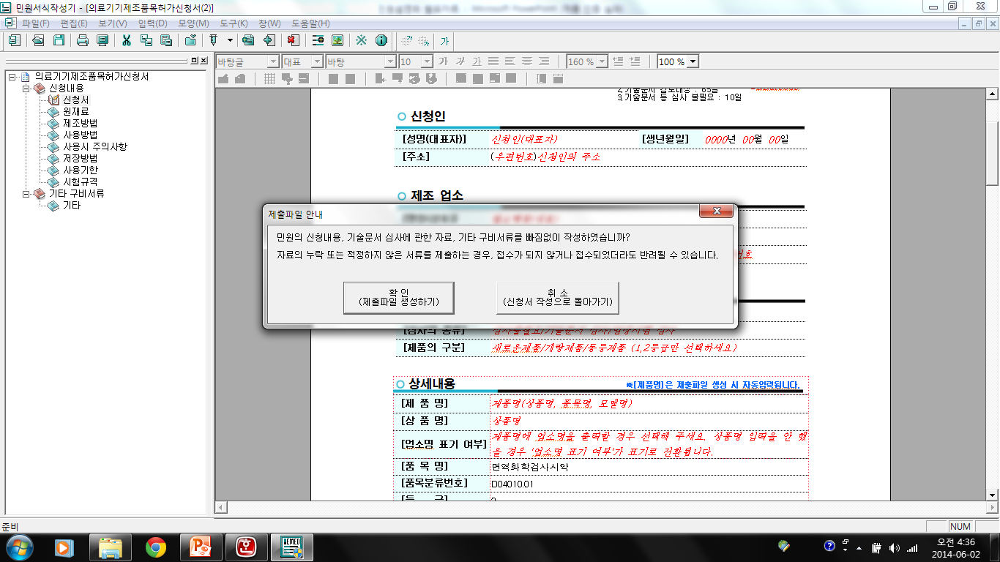 민원서식작성기 - [의료기기제조품목허가신청서(2)]
파일(F) 편집(E) 보기(V) 입력(D) 모양(M) 도구(K) 창(W) 도움말(H)
바탕글 대표 바탕 10 가 가 가 160 % 100 %
의료기기제조품목허가신청서
신청내용
신청서
원재료
제조방법
사용방법
사용시 주의사항
저장방법
사용기한
시험규격
기타 구비서류
기타
3.기술문서 등 심사 불필요 : 10일
신청인
[성명(대표자)] 신청인(대표자) [생년월일] 0000년 00월 00일
[주소] (우편번호)신청인의 주소
제조 업소
제출파일 안내
민원의 신청내용, 기술문서 심사에 관한 자료, 기타 구비서류를 빠짐없이 작성하였습니까?
자료의 누락 또는 적정하지 않은 서류를 제출하는 경우, 접수가 되지 않거나 접수되었더라도 반려될 수 있습니다.
확 인
(제출파일 생성하기)
취 소
(신청서 작성으로 돌아가기)
[제품의 구분] 새로운제품/개량제품/동등제품 (1,2등급만 선택하세요)
상세내용 ※[제품명]은 제출파일 생성 시 자동입력됩니다.
[제 품 명] 제품명(상품명, 품목명, 모델명)
[상 품 명] 상품명
[업소명 표기 여부] 제품명에 업소명을 출력할 경우 선택해 주세요. 상품명 입력을 안 했
을 경우 '업소명 표기 여부'가 표기로 전환됩니다.
[품 목 명] 면역화학검사시약
[품목분류번호] D04010.01
준비 NUM
오전 4:36
2014-06-02